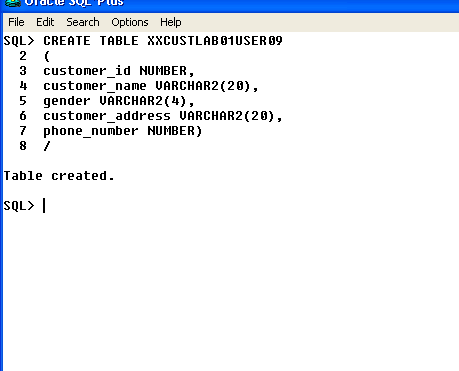 Oracle SQL Plus
File Edit Search Options Help
SQL> CREATE TABLE XXCUSTLAB01USER09
2 (
3 customer_id NUMBER,
4 customer_name VARCHAR2(20),
5 gender VARCHAR2(4),
6 customer_address VARCHAR2(20),
7 phone_number NUMBER)
8 /
Table created.
SQL>